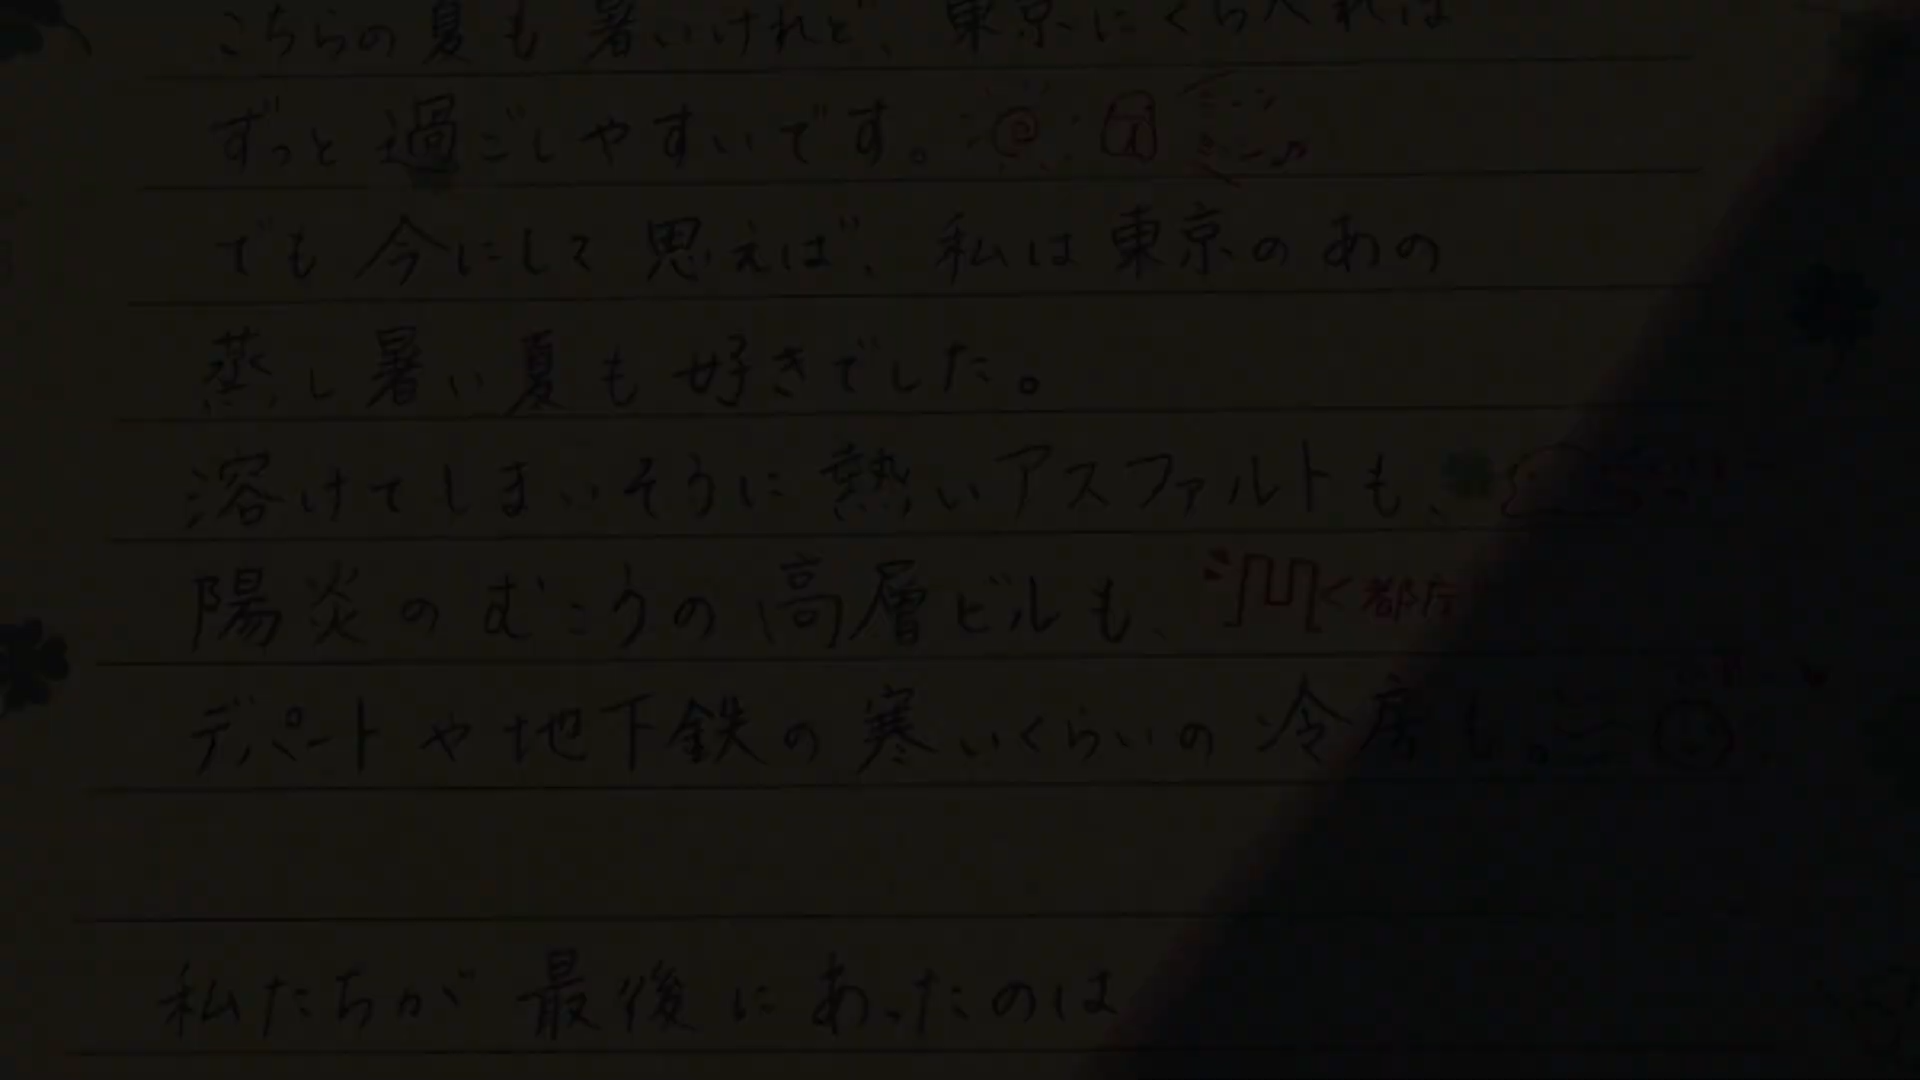 こちらの夏も暑いけれど、東京にくらべれば
ずっと過ごしやすいです。
でも今にして思えば、私は東京のあの
蒸し暑い夏も好きでした。
溶けてしまいそうに熱いアスファルトも、
陽炎のむこうの高層ビルも、 <都庁
デパートや地下鉄の寒いくらいの冷房も。
私たちが最後にあったのは